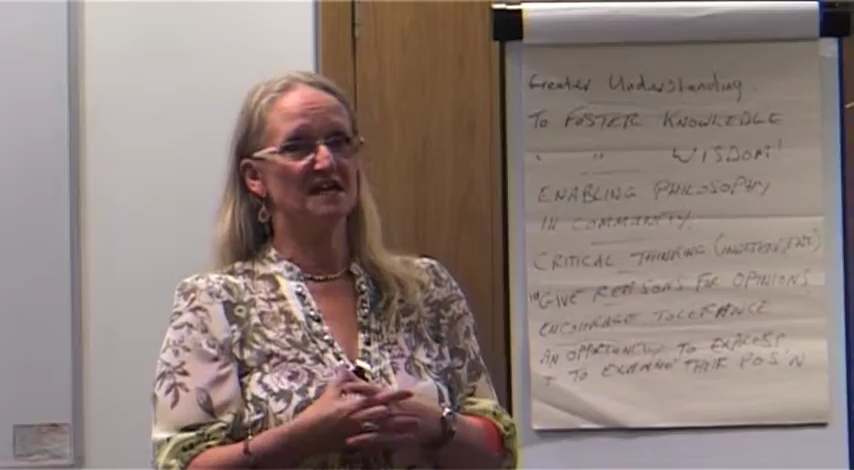 Greater Understanding.
TO FOSTER KNOWLEDGE
" " WISDOM!
ENABLING PHILOSOPHY
IN COMMUNITY.
CRITICAL THINKING
"GIVE REASONS FOR OPINIONS
ENCOURAGE TOLERANCE
AN OPPORTUNITY TO EXPRESS
+ TO EXAMINE THEIR POS'N